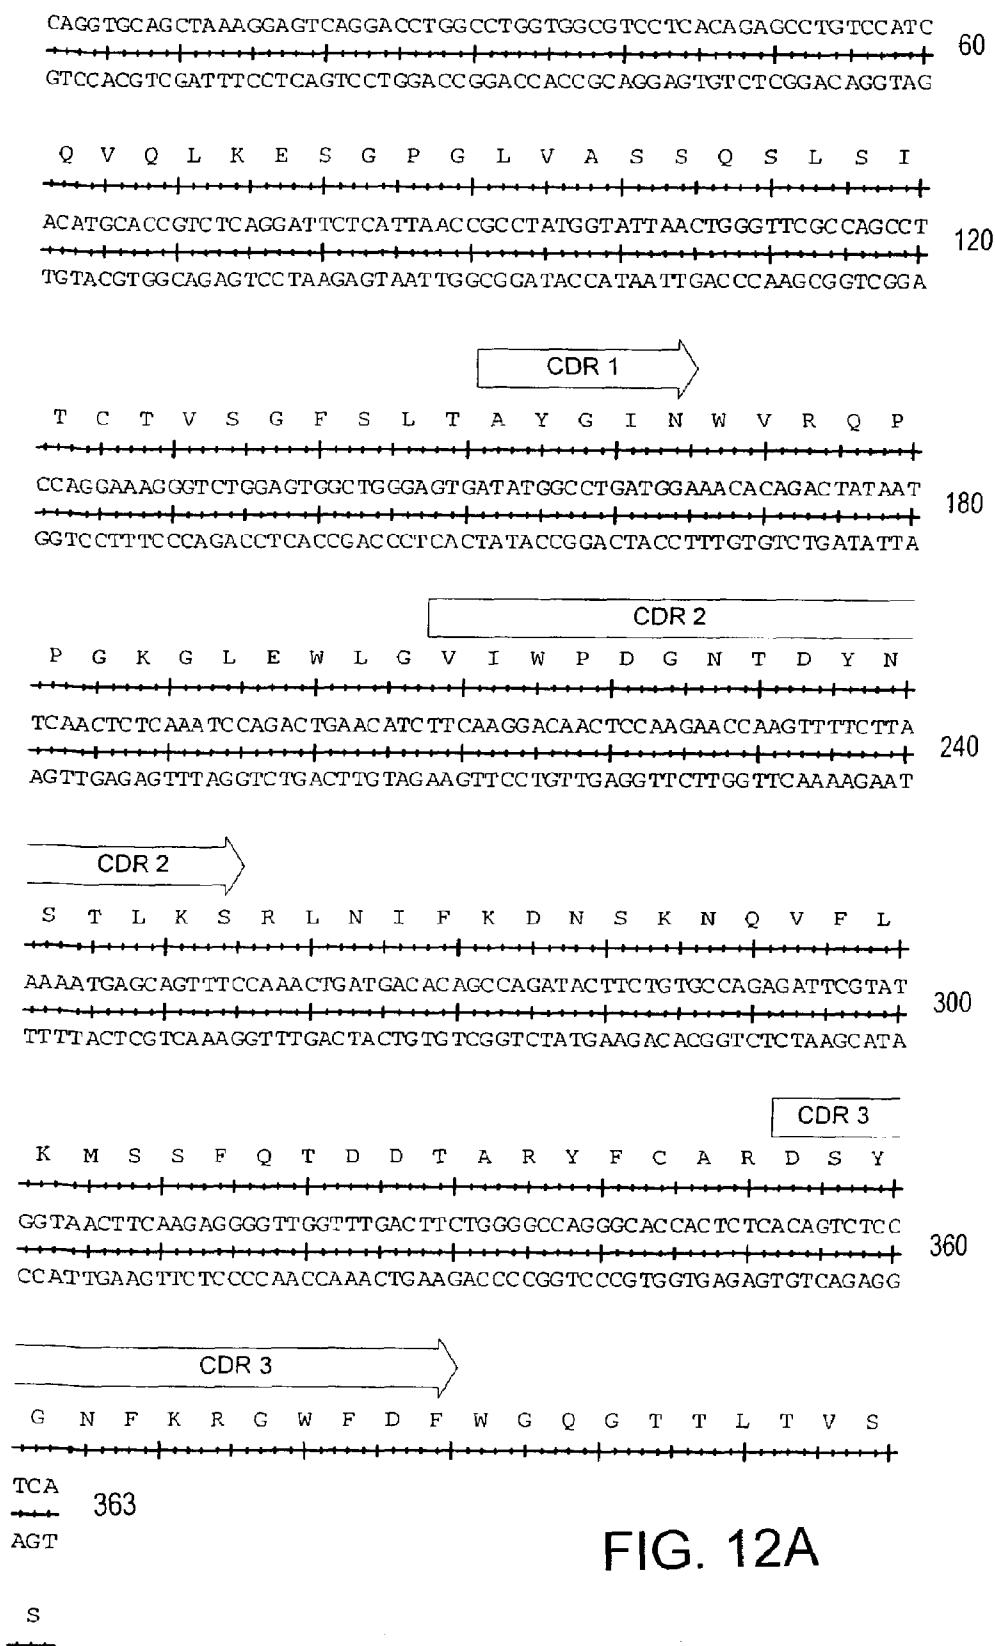 CAGGTGCAGCTAAAGGAGTCAGGACCTGGCCTGGTGGCGTCCTCACAGAGCCTGTCCATC
60
GTCCACGTCGATTTCCTCAGTCCTGGACCGGACCACCGCAGGAGTGTCTCGGACAGGTAG
Q V Q L K E S G P G L V A S S Q S L S I
ACATGCACCGTCTCAGGATTCTCATTAACCGCCTATGGTATTAACTGGGTTCGCCAGCCT
120
TGTACGTGGCAGAGTCCTAAGAGTAATTGGCGGATACCATAATTGACCCAAGCGGTCGGA
CDR 1
T C T V S G F S L T A Y G I N W V R Q P
CCAGGAAAGGGTCTGGAGTGGCTGGGAGTGATATGGCCTGATGGAAACACAGACTATAAT
180
GGTCCTTTCCCAGACCTCACCGACCCTCACTATACCGGACTACCTTTGTGTCTGATATTA
CDR 2
P G K G L E W L G V I W P D G N T D Y N
TCAACTCTCAAATCCAGACTGAACATCTTCAAGGACAACTCCAAGAACCAAGTTTTCTTA
240
AGTTGAGAGTTTAGGTCTGACTTGTAGAAGTTCCTGTTGAGGTTCTTGGTTCAAAAGAAT
CDR 2
S T L K S R L N I F K D N S K N Q V F L
AAAATGAGCAGTTTCCAAACTGATGACACAGCCAGATACTTCTGTGCCAGAGATTCGTAT
300
TTTTACTCGTCAAAGGTTTGACTACTGTGTCGGTCTATGAAGACACGGTCTCTAAGCATA
CDR 3
K M S S F Q T D D T A R Y F C A R D S Y
GGTAACTTCAAGAGGGGTTGGTTTGACTTCTGGGGCCAGGGCACCACTCTCACAGTCTCC
360
CCATTGAAGTTCTCCCCAACCAAACTGAAGACCCCGGTCCCGTGGTGAGAGTGTCAGAGG
CDR 3
G N F K R G W F D F W G Q G T T L T V S
TCA
363
AGT
FIG. 12A
S